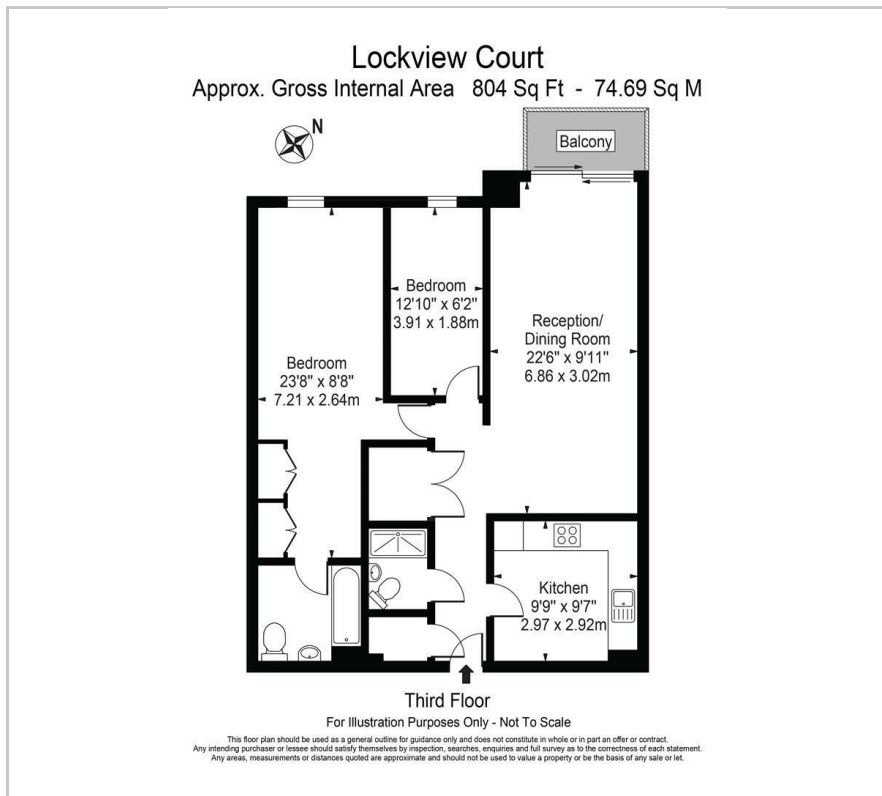 Lockview Court
Approx. Gross Internal Area 804 Sq Ft - 74.69 Sq M
N
Balcony
Bedroom
12'10" x 6'2"
3.91 x 1.88m
Reception/
Dining Room
22'6" x 9'11"
6.86 x 3.02m
Bedroom
23'8" x 8'8"
7.21 x 2.64m
Kitchen
9'9" x 9'7"
2.97 x 2.92m
Third Floor
For Illustration Purposes Only - Not To Scale
This floor plan should be used as a general outline for guidance only and does not constitute in whole or in part an offer or contract.
Any intending purchaser or lessee should satisfy themselves by inspection, searches, enquiries and full survey as to the correctness of each statement.
Any areas, measurements or distances quoted are approximate and should not be used to value a property or be the basis of any sale or let.